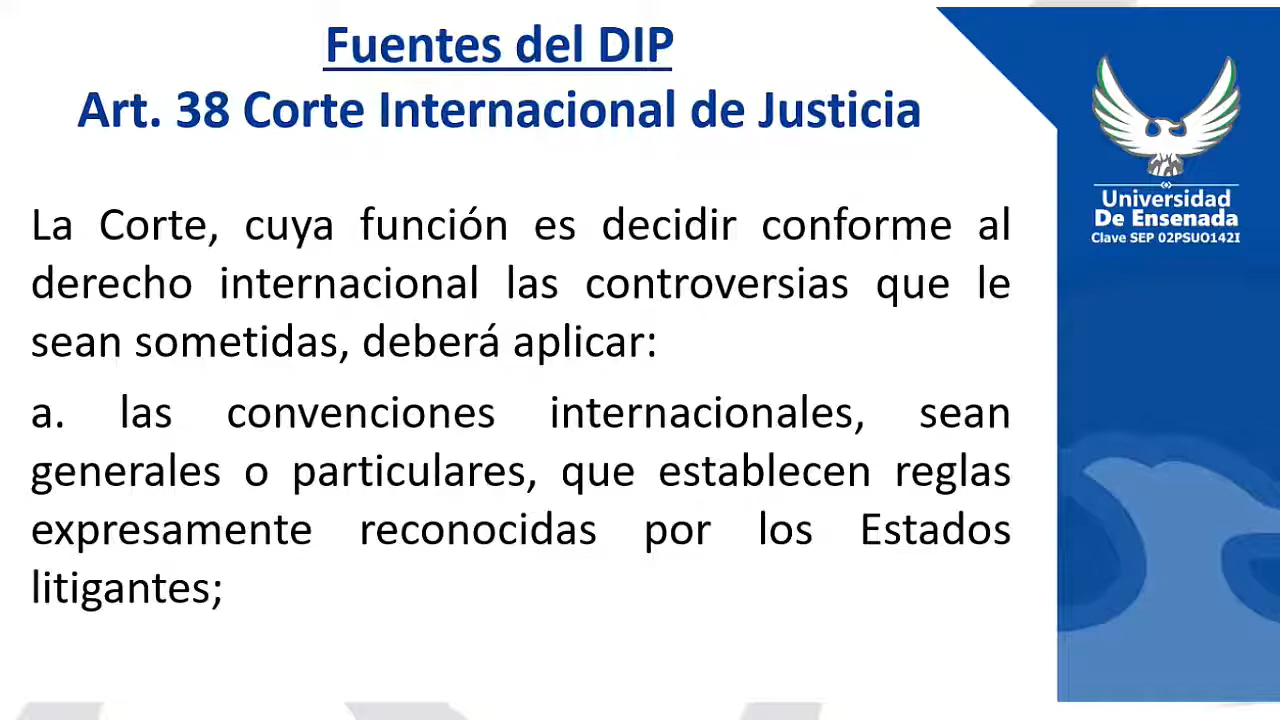 Fuentes del DIP
Art. 38 Corte Internacional de Justicia
La Corte, cuya función es decidir conforme al
derecho internacional las controversias que le
sean sometidas, deberá aplicar:
a. las convenciones internacionales, sean
generales o particulares, que establecen reglas
expresamente reconocidas por los Estados
litigantes;
Universidad
De Ensenada
Clave SEP 02PSUO142I